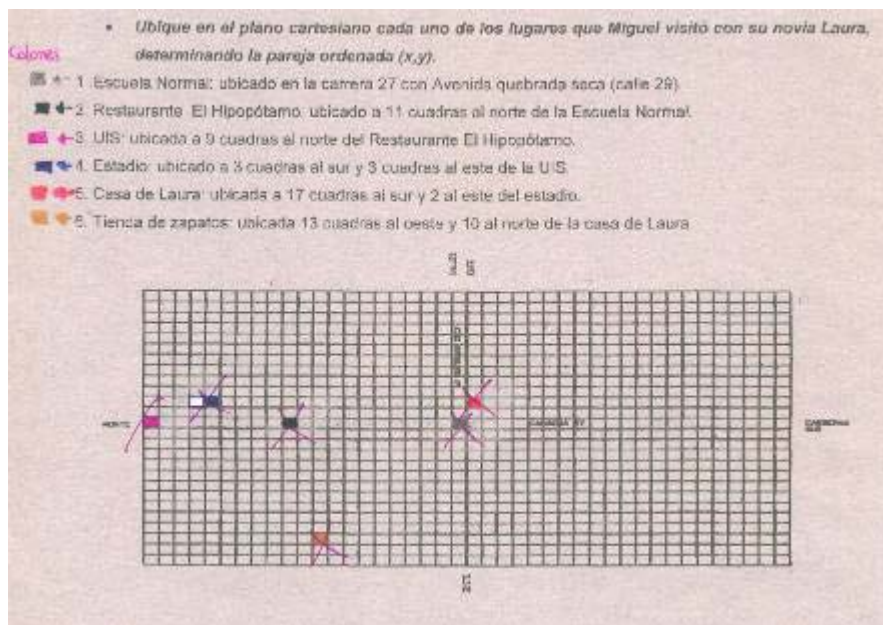 • Ubique en el plano cartesiano cada uno de los lugares que Miguel visitó con su novia Laura,
Colores
determinando la pareja ordenada (x,y).
1. Escuela Normal: ubicado en la carrera 27 con Avenida quebrada seca (calle 29).
2. Restaurante El Hipopótamo: ubicado a 11 cuadras al norte de la Escuela Normal.
3. UIS: ubicada a 9 cuadras al norte del Restaurante El Hipopótamo.
4. Estadio: ubicado a 3 cuadras al sur y 3 cuadras al este de la UIS.
5. Casa de Laura: ubicada a 17 cuadras al sur y 2 al este del estadio.
6. Tienda de zapatos: ubicada 13 cuadras al oeste y 10 al norte de la casa de Laura
NORTE
CARRERA 27
CARRERAS
SUR